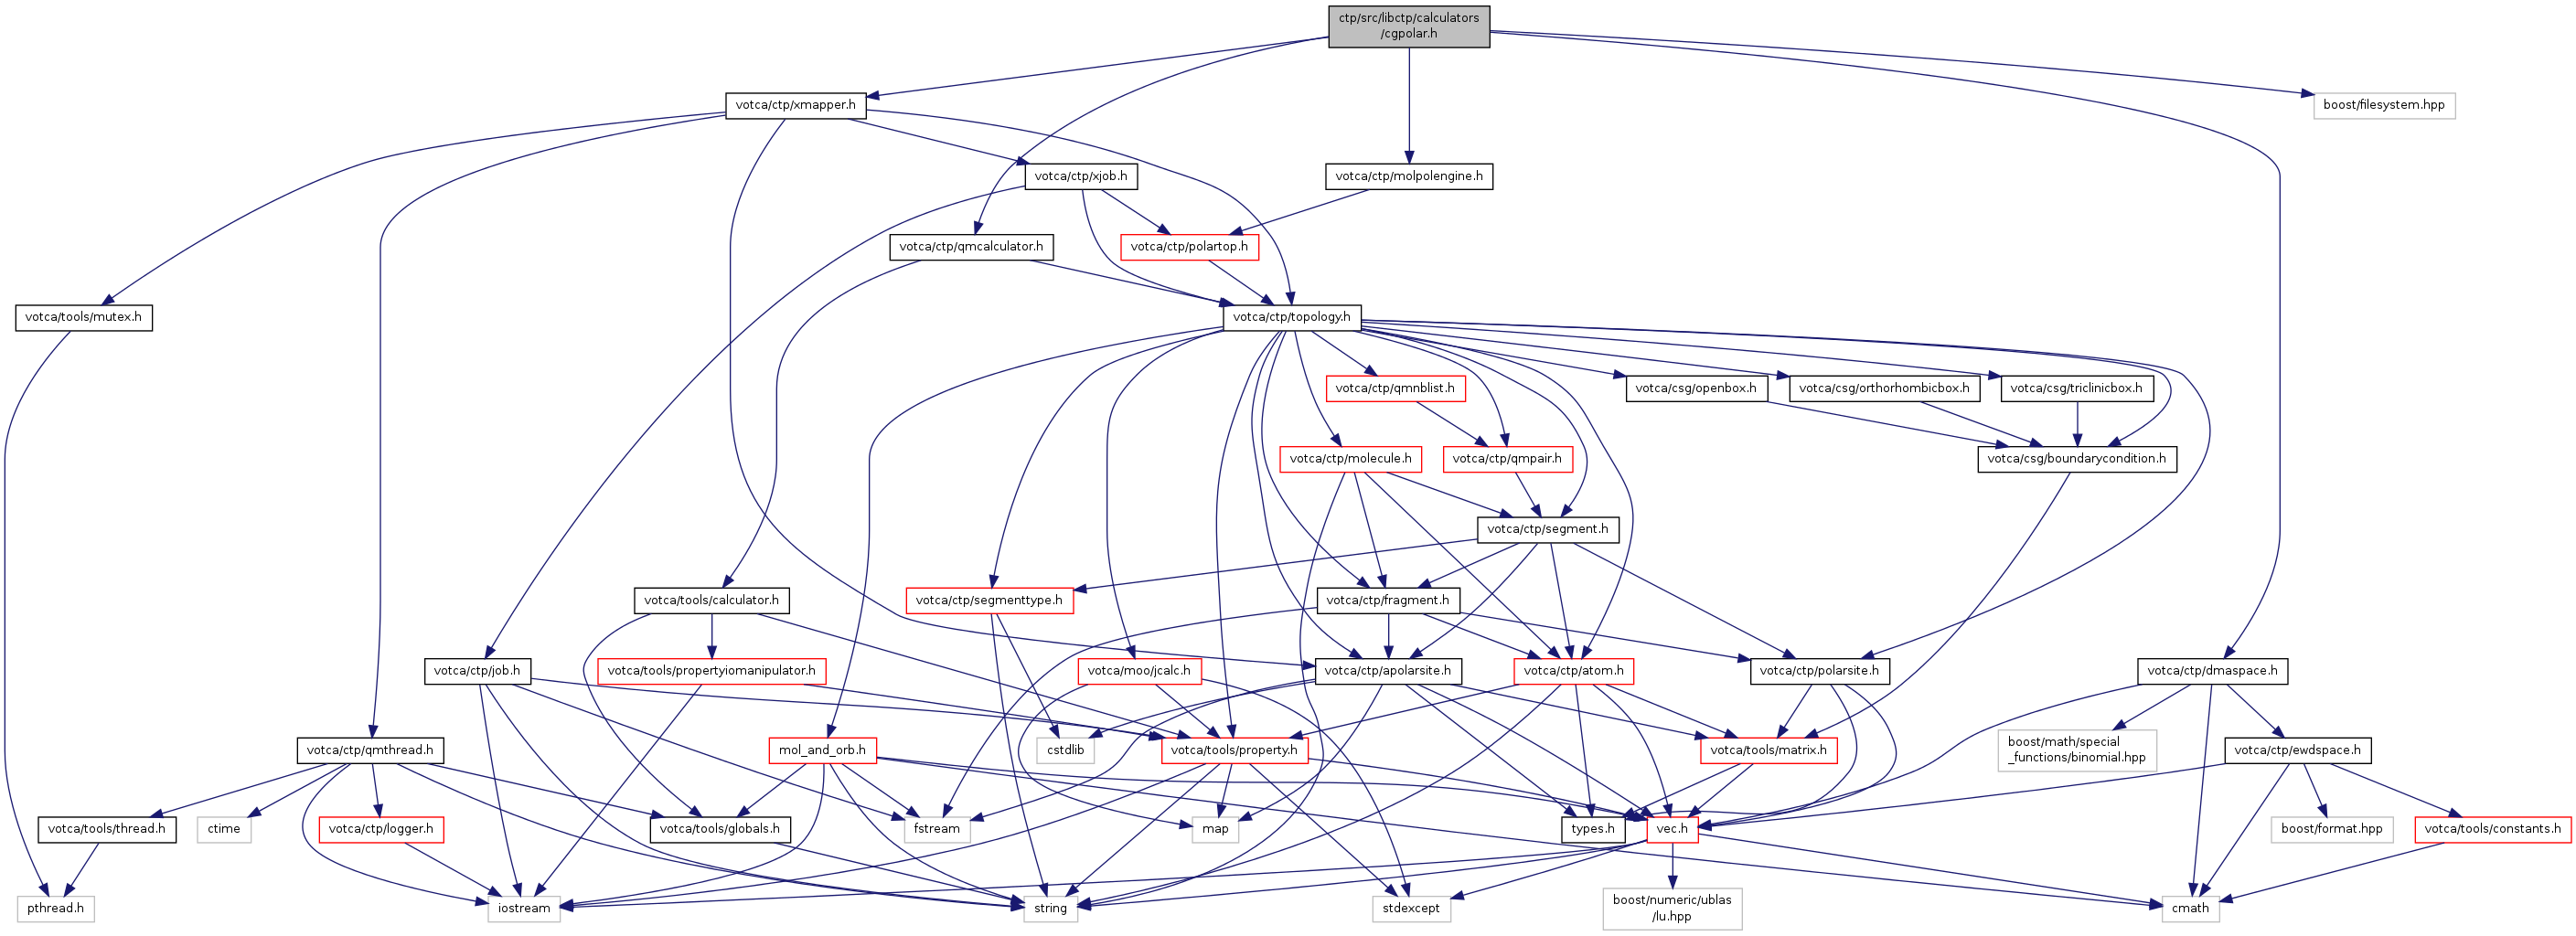 ctp/src/libctp/calculators
/cgpolar.h
votca/ctp/xmapper.h
boost/filesystem.hpp
votca/ctp/xjob.h
votca/ctp/molpolengine.h
votca/ctp/qmcalculator.h
votca/ctp/polartop.h
votca/tools/mutex.h
votca/ctp/topology.h
votca/ctp/qmnblist.h
votca/csg/openbox.h
votca/csg/orthorhombicbox.h
votca/csg/triclinicbox.h
votca/ctp/molecule.h
votca/ctp/qmpair.h
votca/csg/boundarycondition.h
votca/ctp/segment.h
votca/tools/calculator.h
votca/ctp/segmenttype.h
votca/ctp/fragment.h
votca/ctp/job.h
votca/tools/propertyiomanipulator.h
votca/moo/jcalc.h
votca/ctp/apolarsite.h
votca/ctp/atom.h
votca/ctp/polarsite.h
votca/ctp/dmaspace.h
votca/ctp/qmthread.h
mol_and_orb.h
cstdlib
votca/tools/property.h
votca/tools/matrix.h
boost/math/special
_functions/binomial.hpp
votca/ctp/ewdspace.h
votca/tools/thread.h
ctime
votca/ctp/logger.h
votca/tools/globals.h
fstream
map
types.h
vec.h
boost/format.hpp
votca/tools/constants.h
pthread.h
iostream
string
stdexcept
boost/numeric/ublas
/lu.hpp
cmath